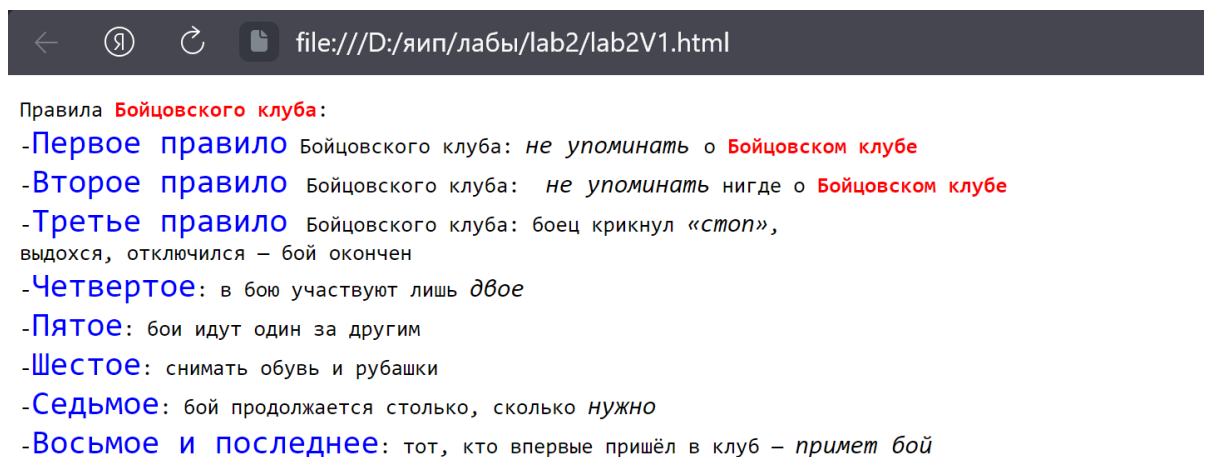 file:///D:/яип/лабы/lab2/lab2V1.html
Правила Бойцовского клуба:
-Первое правило Бойцовского клуба: не упоминать о Бойцовском клубе
-Второе правило Бойцовского клуба:  не упоминать нигде о Бойцовском клубе
-Третье правило Бойцовского клуба: боец крикнул «стоп»,
выдохся, отключился — бой окончен
-Четвертое: в бою участвуют лишь двое
-Пятое: бои идут один за другим
-Шестое: снимать обувь и рубашки
-Седьмое: бой продолжается столько, сколько нужно
-Восьмое и последнее: тот, кто впервые пришёл в клуб — примет бой